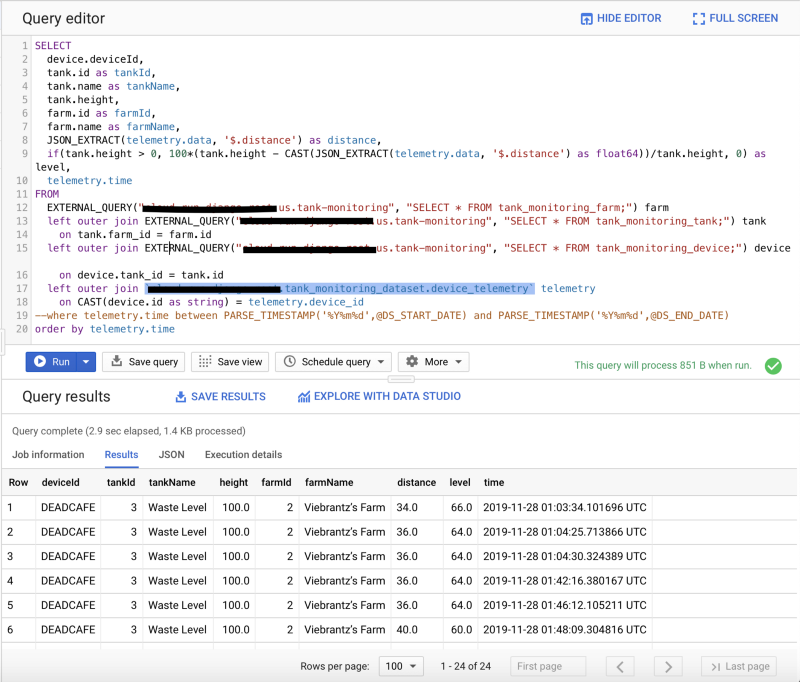 Query editor
HIDE EDITOR
FULL SCREEN
1 SELECT
2 device.deviceId,
3 tank.id as tankId,
4 tank.name as tankName,
5 tank.height,
6 farm.id as farmId,
7 farm.name as farmName,
8 JSON_EXTRACT(telemetry.data, '$.distance') as distance,
9 if(tank.height > 0, 100*(tank.height - CAST(JSON_EXTRACT(telemetry.data, '$.distance') as float64))/tank.height, 0) as
level,
10 telemetry.time
11 FROM
12 EXTERNAL_QUERY(" us.tank-monitoring", "SELECT * FROM tank_monitoring_farm;") farm
13 left outer join EXTERNAL_QUERY(" us.tank-monitoring", "SELECT * FROM tank_monitoring_tank;") tank
14 on tank.farm_id = farm.id
15 left outer join EXTERNAL_QUERY(" us.tank-monitoring", "SELECT * FROM tank_monitoring_device;") device
16 on device.tank_id = tank.id
17 left outer join ` .tank_monitoring_dataset.device_telemetry` telemetry
18 on CAST(device.id as string) = telemetry.device_id
19 --where telemetry.time between PARSE_TIMESTAMP('%Y%m%d',@DS_START_DATE) and PARSE_TIMESTAMP('%Y%m%d',@DS_END_DATE)
20 order by telemetry.time
Run
Save query
Save view
Schedule query
More
This query will process 851 B when run.
Query results
SAVE RESULTS
EXPLORE WITH DATA STUDIO
Query complete (2.9 sec elapsed, 1.4 KB processed)
Job information Results JSON Execution details
Row deviceId tankId tankName height farmId farmName distance level time
1 DEADCAFE 3 Waste Level 100.0 2 Viebrantz's Farm 34.0 66.0 2019-11-28 01:03:34.101696 UTC
2 DEADCAFE 3 Waste Level 100.0 2 Viebrantz's Farm 36.0 64.0 2019-11-28 01:04:25.713866 UTC
3 DEADCAFE 3 Waste Level 100.0 2 Viebrantz's Farm 36.0 64.0 2019-11-28 01:04:30.324389 UTC
4 DEADCAFE 3 Waste Level 100.0 2 Viebrantz's Farm 36.0 64.0 2019-11-28 01:42:16.380167 UTC
5 DEADCAFE 3 Waste Level 100.0 2 Viebrantz's Farm 36.0 64.0 2019-11-28 01:46:12.105211 UTC
6 DEADCAFE 3 Waste Level 100.0 2 Viebrantz's Farm 40.0 60.0 2019-11-28 01:48:09.304816 UTC
Rows per page: 100 1 - 24 of 24 First page Last page